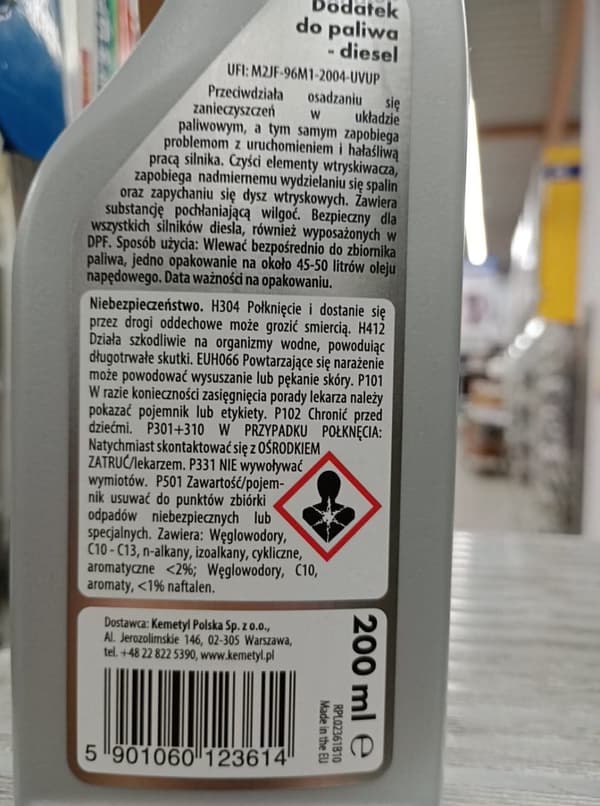 Dodatek
do paliwa
- diesel
UFI: M2JF-96M1-2004-UVUP
Przeciwdziała osadzaniu się
zanieczyszczeń w układzie
paliwowym, a tym samym zapobiega
problemom z uruchomieniem i hałaśliwą
pracą silnika. Czyści elementy wtryskiwacza,
zapobiega nadmiernemu wydzielaniu się spalin
oraz zapychaniu się dysz wtryskowych. Zawiera
substancję pochłaniającą wilgoć. Bezpieczny dla
wszystkich silników diesla, również wyposażonych w
DPF. Sposób użycia: Wlewać bezpośrednio do zbiornika
paliwa, jedno opakowanie na około 45-50 litrów oleju
napędowego. Data ważności na opakowaniu.
Niebezpieczeństwo. H304 Połknięcie i dostanie się
przez drogi oddechowe może grozić smiercią. H412
Działa szkodliwie na organizmy wodne, powodując
długotrwałe skutki. EUH066 Powtarzające się narażenie
może powodować wysuszanie lub pękanie skóry. P101
W razie konieczności zasięgnięcia porady lekarza należy
pokazać pojemnik lub etykiety. P102 Chronić przed
dziećmi. P301+310 W PRZYPADKU POŁKNĘCIA:
Natychmiast skontaktować się z OŚRODKIEM
ZATRUĆ/lekarzem. P331 NIE wywoływać
wymiotów. P501 Zawartość/pojem-
nik usuwać do punktów zbiórki
odpadów niebezpiecznych lub
specjalnych. Zawiera: Węglowodory,
C10 - C13, n-alkany, izoalkany, cykliczne,
aromatyczne <2%; Węglowodory, C10,
aromaty, <1% naftalen.
Dostawca: Kemetyl Polska Sp. z o.o.,
Al. Jerozolimskie 146, 02-305 Warszawa,
tel. +48 22 822 5390, www.kemetyl.pl
5 901060 123614
200 ml e
RPL02361810
Made in the EU